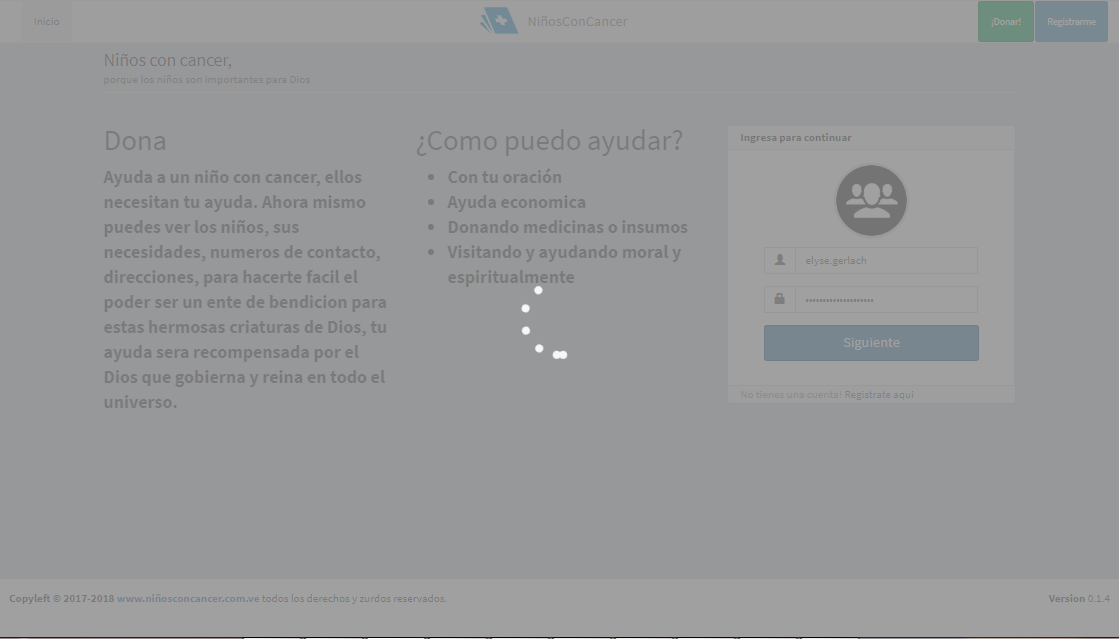 Inicio
NiñosConCancer
¡Donar!
Registrarme
Niños con cancer,
porque los niños son importantes para Dios
Dona
Ayuda a un niño con cancer, ellos
necesitan tu ayuda. Ahora mismo
puedes ver los niños, sus
necesidades, numeros de contacto,
direcciones, para hacerte facil el
poder ser un ente de bendicion para
estas hermosas criaturas de Dios, tu
ayuda sera recompensada por el
Dios que gobierna y reina en todo el
universo.
¿Como puedo ayudar?
Con tu oración
Ayuda economica
Donando medicinas o insumos
Visitando y ayudando moral y
espiritualmente
Ingresa para continuar
elyse.gerlach
Siguiente
No tienes una cuenta! Registrate aqui
Copyleft © 2017-2018 www.niñosconcancer.com.ve todos los derechos y zurdos reservados.
Version 0.1.4